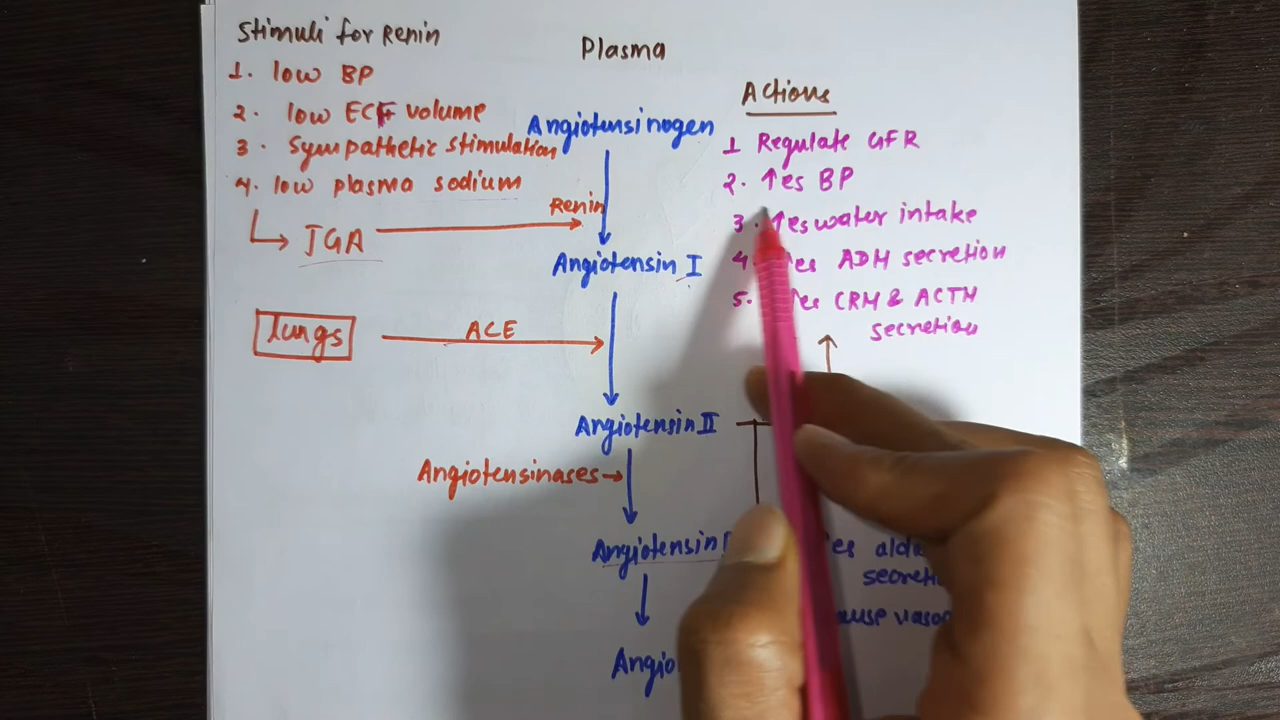 Stimuli for Renin
1. low BP
2. low ECF volume
3. Sympathetic stimulation
4. low plasma sodium
JGA
lungs
Plasma
Angiotensinogen
Renin
Angiotensin I
ACE
Angiotensin II
Angiotensinases
Angiotensin
Actions
1 Regulate GFR
2. ↑es BP
3. ↑es water intake
4. ↑es ADH secretion
5. CRH & ACTH
secretion